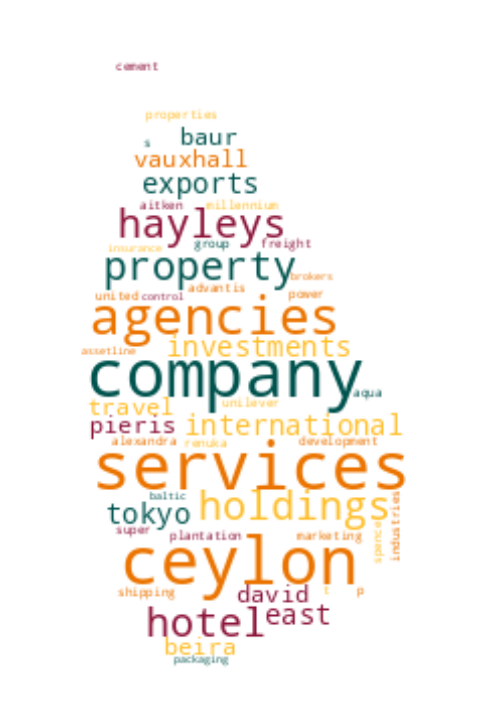 cement
properties
s baur
vauxhall
exports
aitken millennium
hayleys
insurance group freight
property brokers
advantis
united control power
agencies
assetline investments
company aqua
travel unilever
pieris international
alexandra renuka development
services
baltic holdings
tokyo
super plantation marketing spence industries
ceylon
shipping david t p
hotel east
beira
packaging